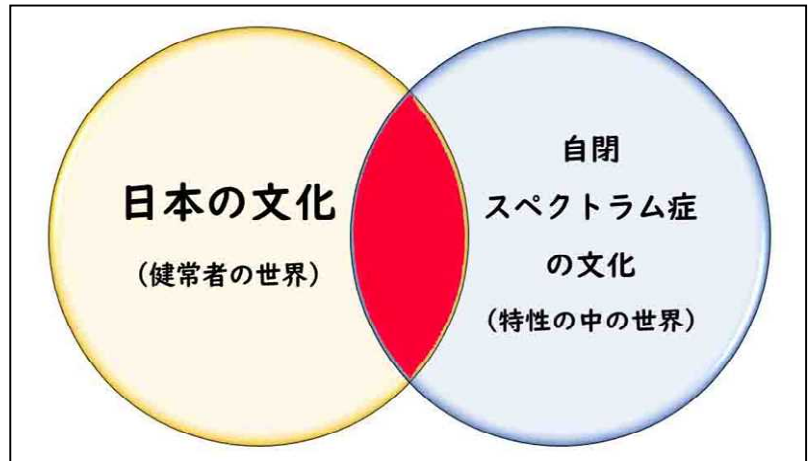 日本の文化
(健常者の世界)
自閉
スペクトラム症
の文化
(特性の中の世界)